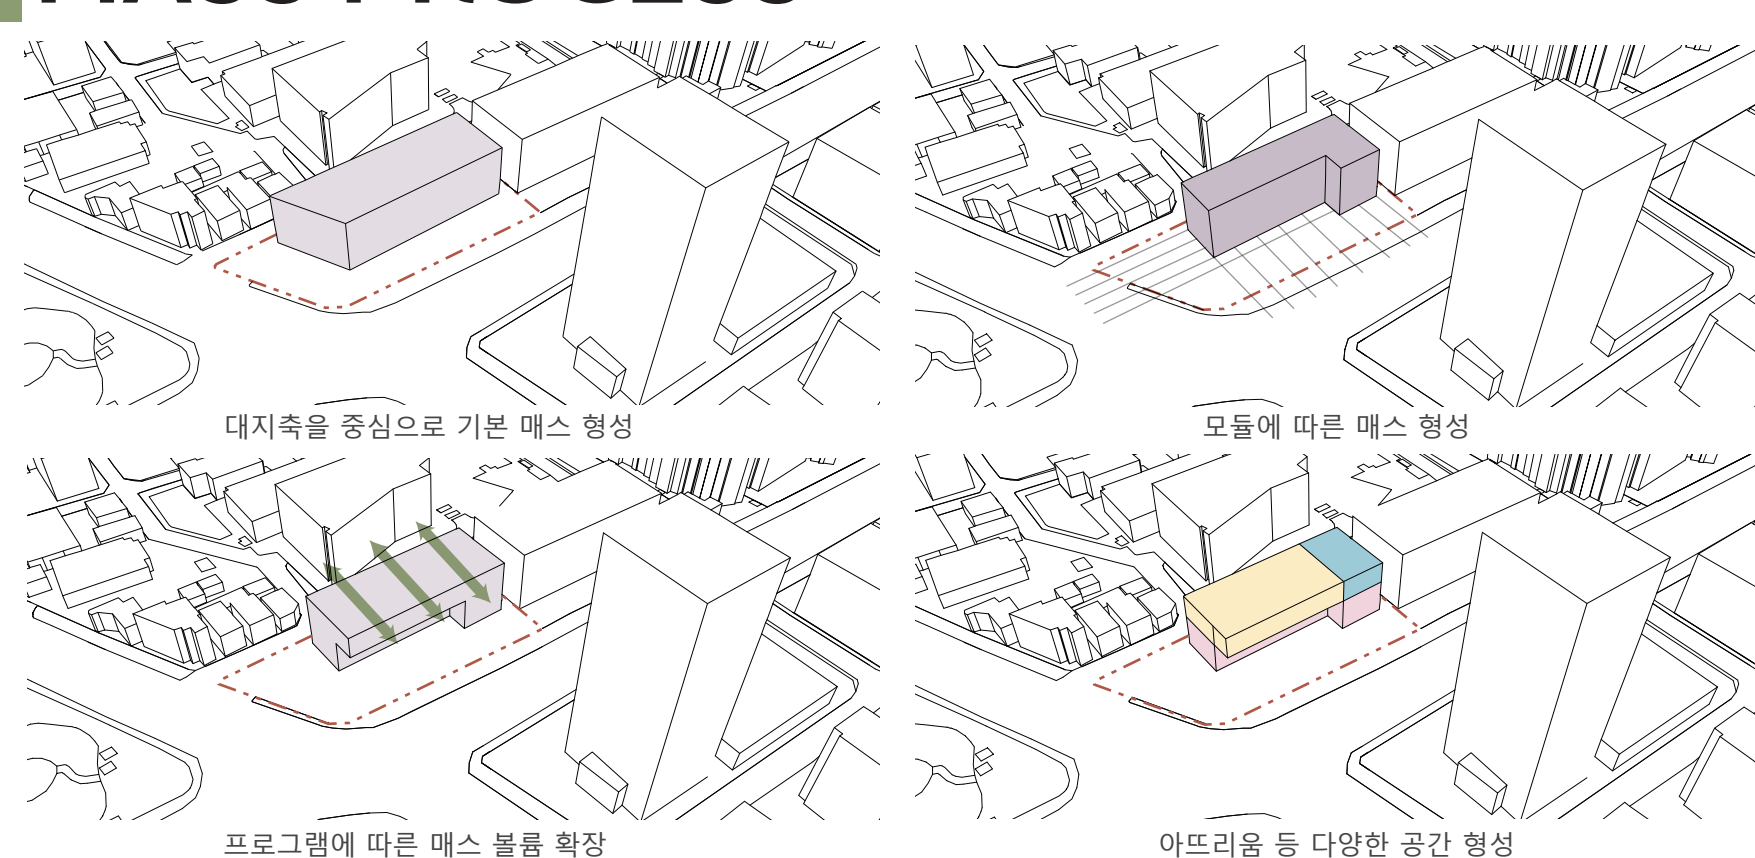 MASS PROCESS
대지축을 중심으로 기본 매스 형성
모듈에 따른 매스 형성
프로그램에 따른 매스 볼륨 확장
아뜨리움 등 다양한 공간 형성